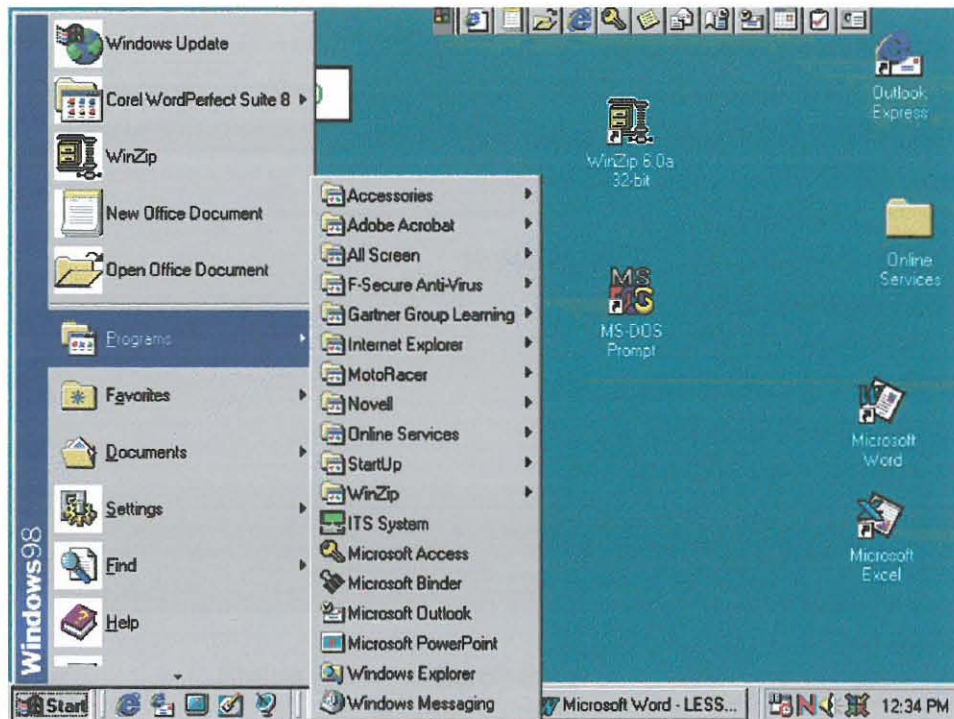 Windows Update
Corel WordPerfect Suite 8
WinZip
New Office Document
Open Office Document
Programs
Favorites
Documents
Settings
Find
Help
Windows98
Accessories
Adobe Acrobat
All Screen
F-Secure Anti-Virus
Gartner Group Learning
Internet Explorer
MotoRacer
Novell
Online Services
StartUp
WinZip
ITS System
Microsoft Access
Microsoft Binder
Microsoft Outlook
Microsoft PowerPoint
Windows Explorer
Windows Messaging
WinZip 6.0a
32-bit
MS-DOS
Prompt
Outlook
Express
Online
Services
Microsoft
Word
Microsoft
Excel
Start
Microsoft Word - LESS...
12:34 PM